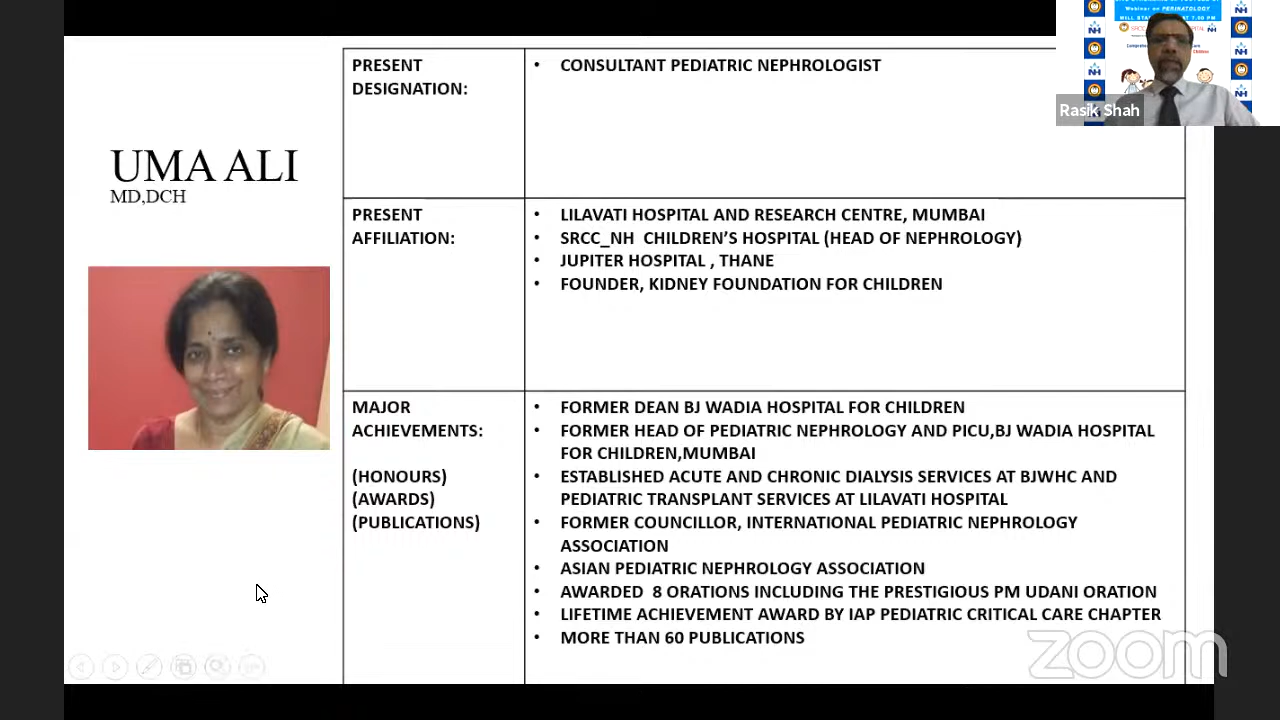 Webinar on PERINATOLOGY
NH
NH
Rasik Shah
UMA ALI
MD,DCH
PRESENT
DESIGNATION:
• CONSULTANT PEDIATRIC NEPHROLOGIST
PRESENT
AFFILIATION:
• LILAVATI HOSPITAL AND RESEARCH CENTRE, MUMBAI
• SRCC_NH CHILDREN’S HOSPITAL (HEAD OF NEPHROLOGY)
• JUPITER HOSPITAL , THANE
• FOUNDER, KIDNEY FOUNDATION FOR CHILDREN
MAJOR
ACHIEVEMENTS:
(HONOURS)
(AWARDS)
(PUBLICATIONS)
• FORMER DEAN BJ WADIA HOSPITAL FOR CHILDREN
• FORMER HEAD OF PEDIATRIC NEPHROLOGY AND PICU,BJ WADIA HOSPITAL
FOR CHILDREN,MUMBAI
• ESTABLISHED ACUTE AND CHRONIC DIALYSIS SERVICES AT BJWHC AND
PEDIATRIC TRANSPLANT SERVICES AT LILAVATI HOSPITAL
• FORMER COUNCILLOR, INTERNATIONAL PEDIATRIC NEPHROLOGY
ASSOCIATION
• ASIAN PEDIATRIC NEPHROLOGY ASSOCIATION
• AWARDED 8 ORATIONS INCLUDING THE PRESTIGIOUS PM UDANI ORATION
• LIFETIME ACHIEVEMENT AWARD BY IAP PEDIATRIC CRITICAL CARE CHAPTER
• MORE THAN 60 PUBLICATIONS
zoom